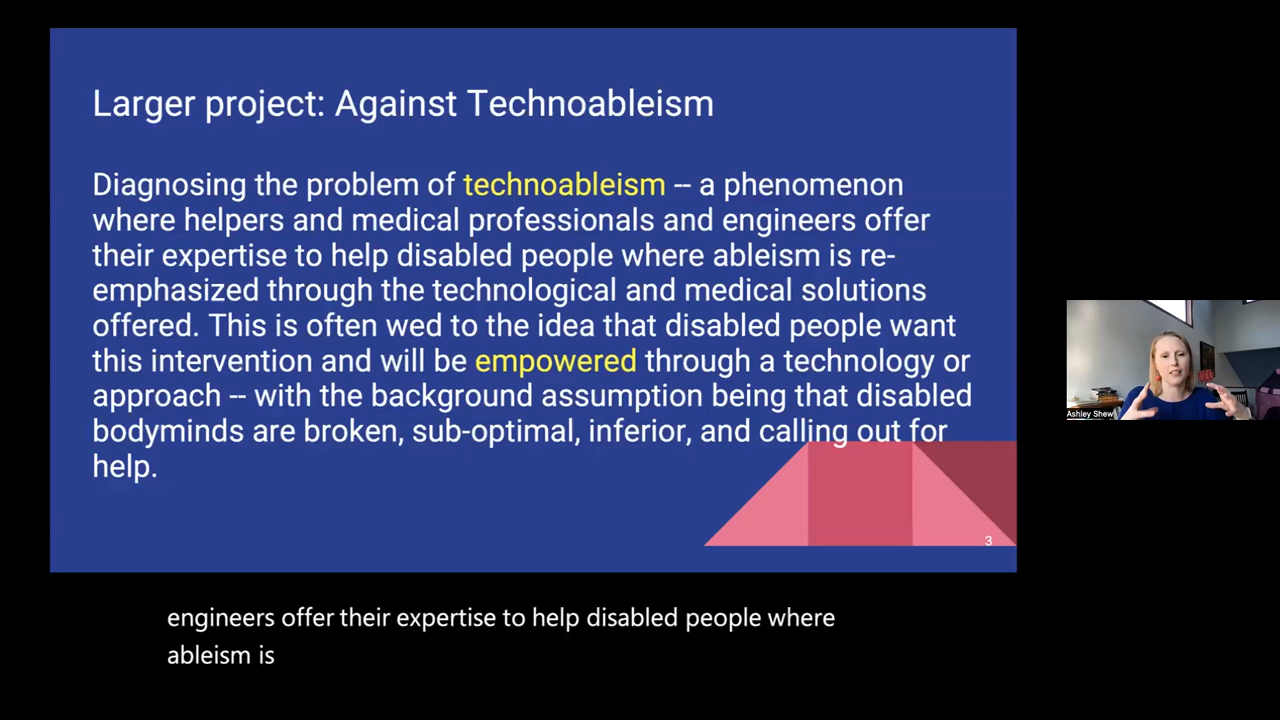 Larger project: Against Technoableism
Diagnosing the problem of technoableism -- a phenomenon
where helpers and medical professionals and engineers offer
their expertise to help disabled people where ableism is re-
emphasized through the technological and medical solutions
offered. This is often wed to the idea that disabled people want
this intervention and will be empowered through a technology or
approach -- with the background assumption being that disabled
bodyminds are broken, sub-optimal, inferior, and calling out for
help.
3
Ashley Shew
engineers offer their expertise to help disabled people where
ableism is